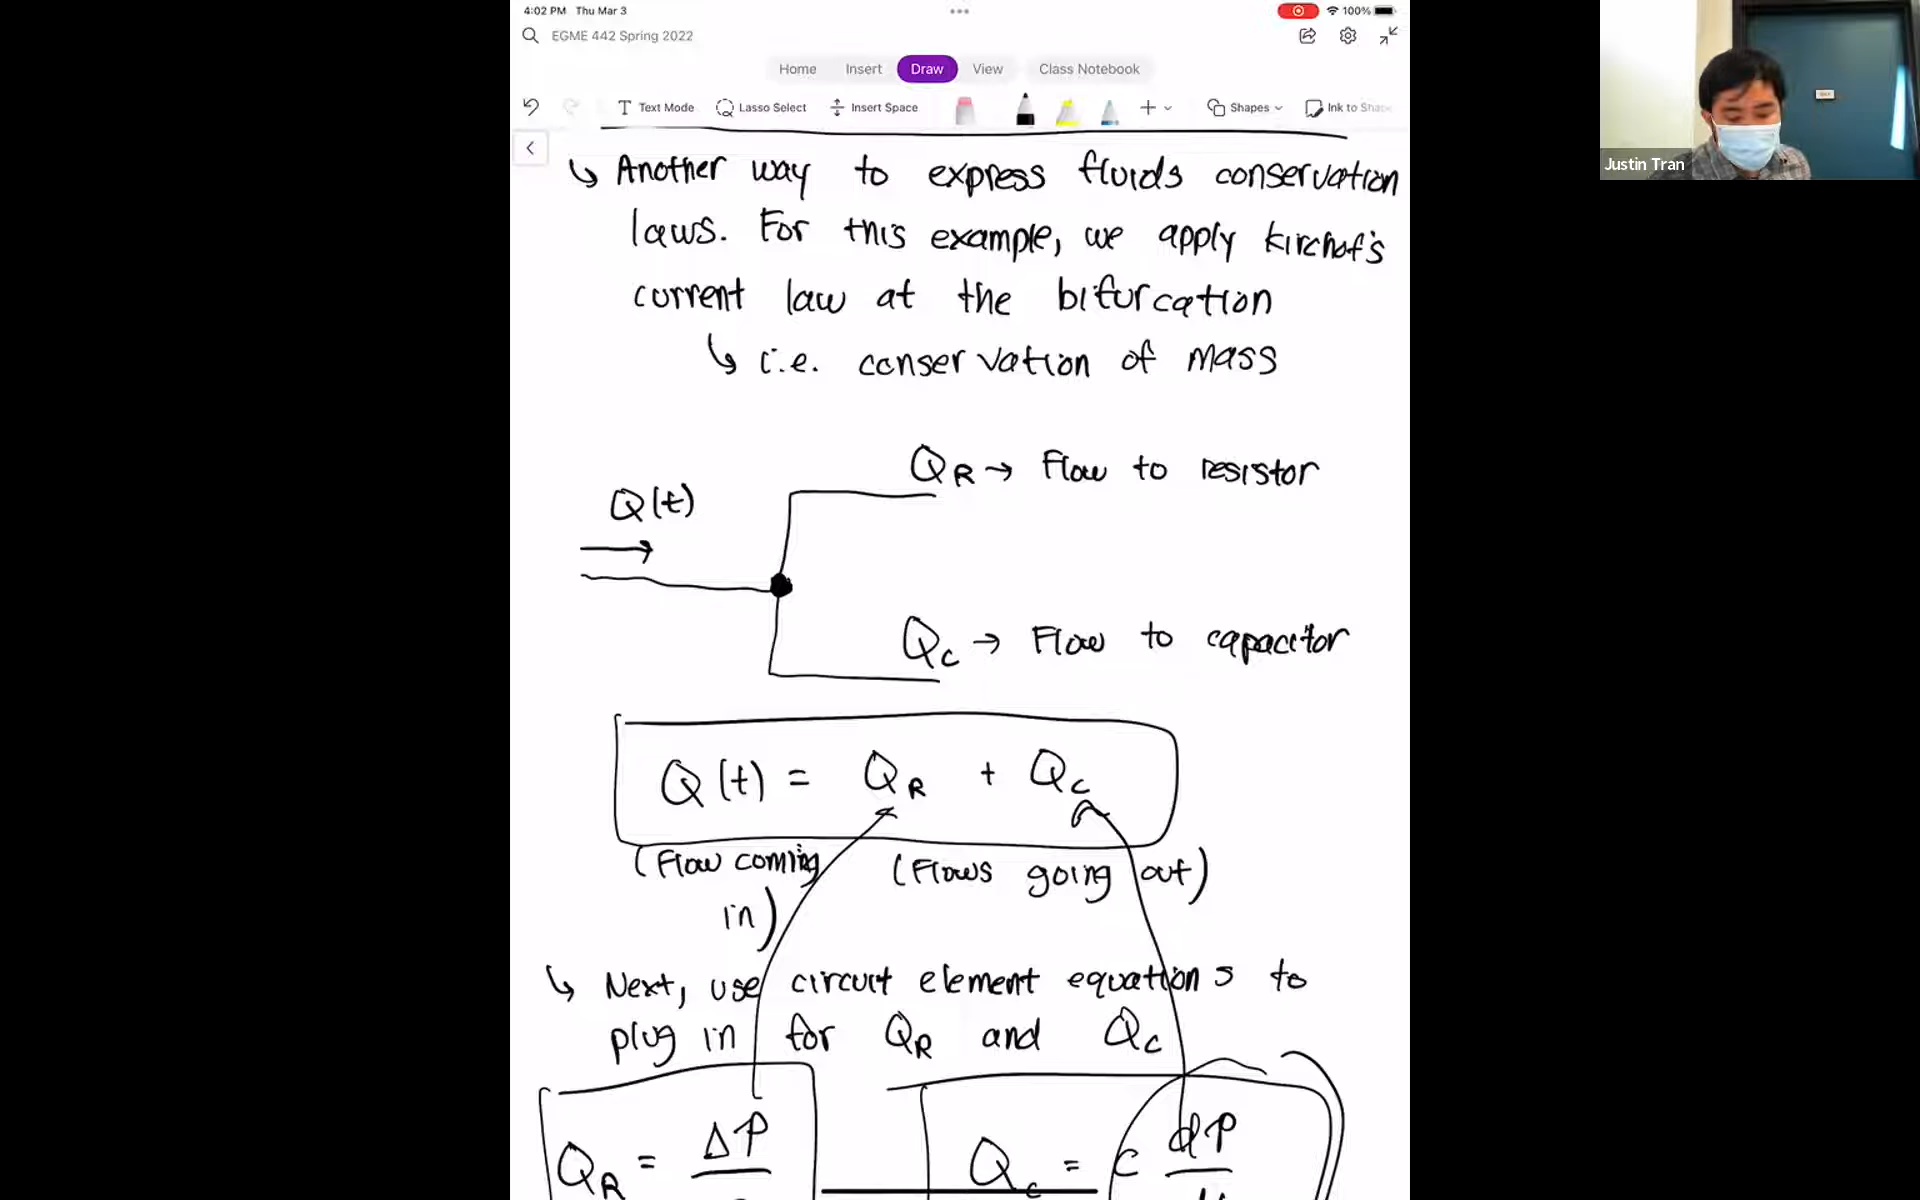 4:02 PM Thu Mar 3
100%
EGME 442 Spring 2022
Home Insert Draw View Class Notebook
Text Mode Lasso Select Insert Space Shapes Ink to Shape
Justin Tran
↳ Another way to express fluids conservation
laws. For this example, we apply kirchof's
current law at the bifurcation
↳ i.e. conservation of mass
QR → Flow to resistor
Q(t)
→
QC → Flow to capacitor
Q(t) = QR + QC
(Flow coming (Flows going out)
in)
↳ Next, use circuit element equations to
plug in for QR and QC
QR = ΔP
QC = C dP